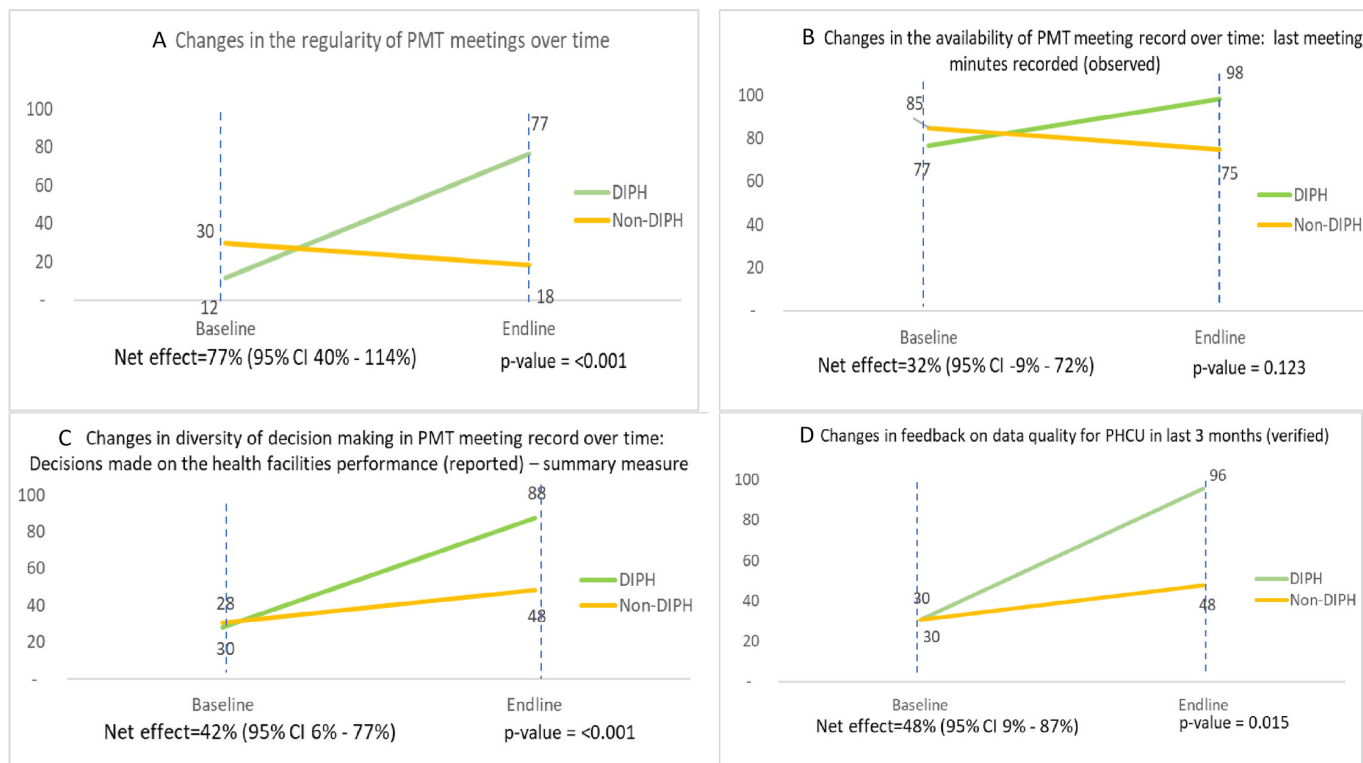 A Changes in the regularity of PMT meetings over time
100
80
60
40
20
-
30
12
77
18
DIPH
Non-DIPH
Baseline
Endline
Net effect=77% (95% CI 40% - 114%)
p-value = <0.001
B Changes in the availability of PMT meeting record over time: last meeting
minutes recorded (observed)
100
80
60
40
20
-
85
77
98
75
DIPH
Non-DIPH
Baseline
Endline
Net effect=32% (95% CI -9% - 72%)
p-value = 0.123
C Changes in diversity of decision making in PMT meeting record over time:
Decisions made on the health facilities performance (reported) – summary measure
100
80
60
40
20
-
28
30
88
48
DIPH
Non-DIPH
Baseline
Endline
Net effect=42% (95% CI 6% - 77%)
p-value = <0.001
D Changes in feedback on data quality for PHCU in last 3 months (verified)
100
80
60
40
20
-
30
30
96
48
DIPH
Non-DIPH
Baseline
Endline
Net effect=48% (95% CI 9% - 87%)
p-value = 0.015